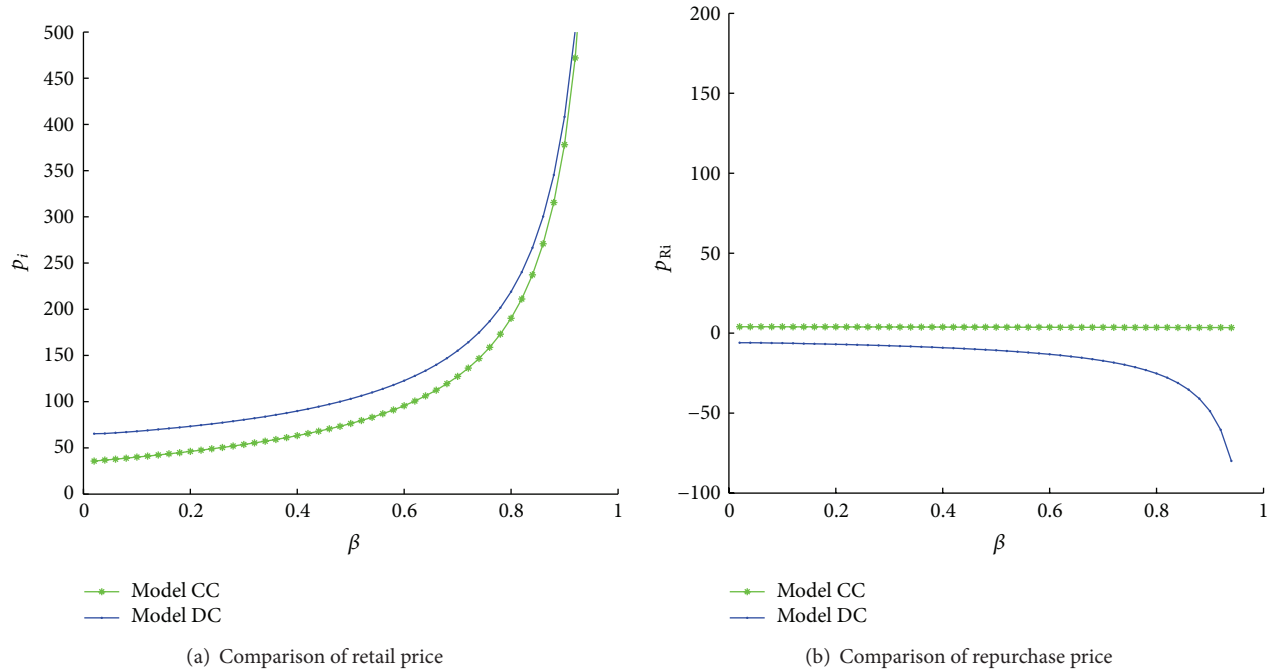 500
450
400
350
300
250
200
150
100
50
0
p_i
0 0.2 0.4 0.6 0.8 1
β
Model CC
Model DC
(a) Comparison of retail price
200
150
100
50
0
−50
−100
p_Ri
0 0.2 0.4 0.6 0.8 1
β
Model CC
Model DC
(b) Comparison of repurchase price